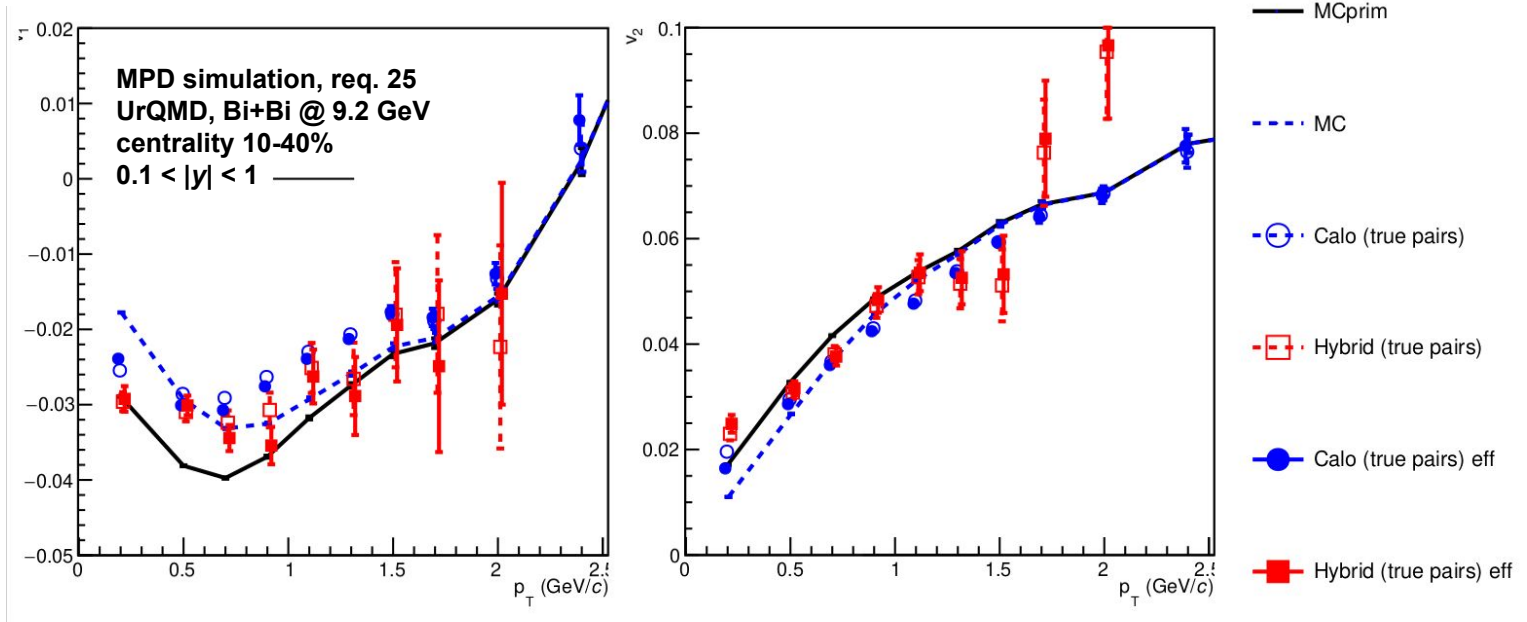 0.02
0.01
0
−0.01
−0.02
−0.03
−0.04
−0.05
0 0.5 1 1.5 2 2.5
p_T (GeV/c)
MPD simulation, req. 25
UrQMD, Bi+Bi @ 9.2 GeV
centrality 10-40%
0.1 < |y| < 1
v₂
0.1
0.08
0.06
0.04
0.02
0
0 0.5 1 1.5 2 2.5
p_T (GeV/c)
MCprim
MC
Calo (true pairs)
Hybrid (true pairs)
Calo (true pairs) eff
Hybrid (true pairs) eff